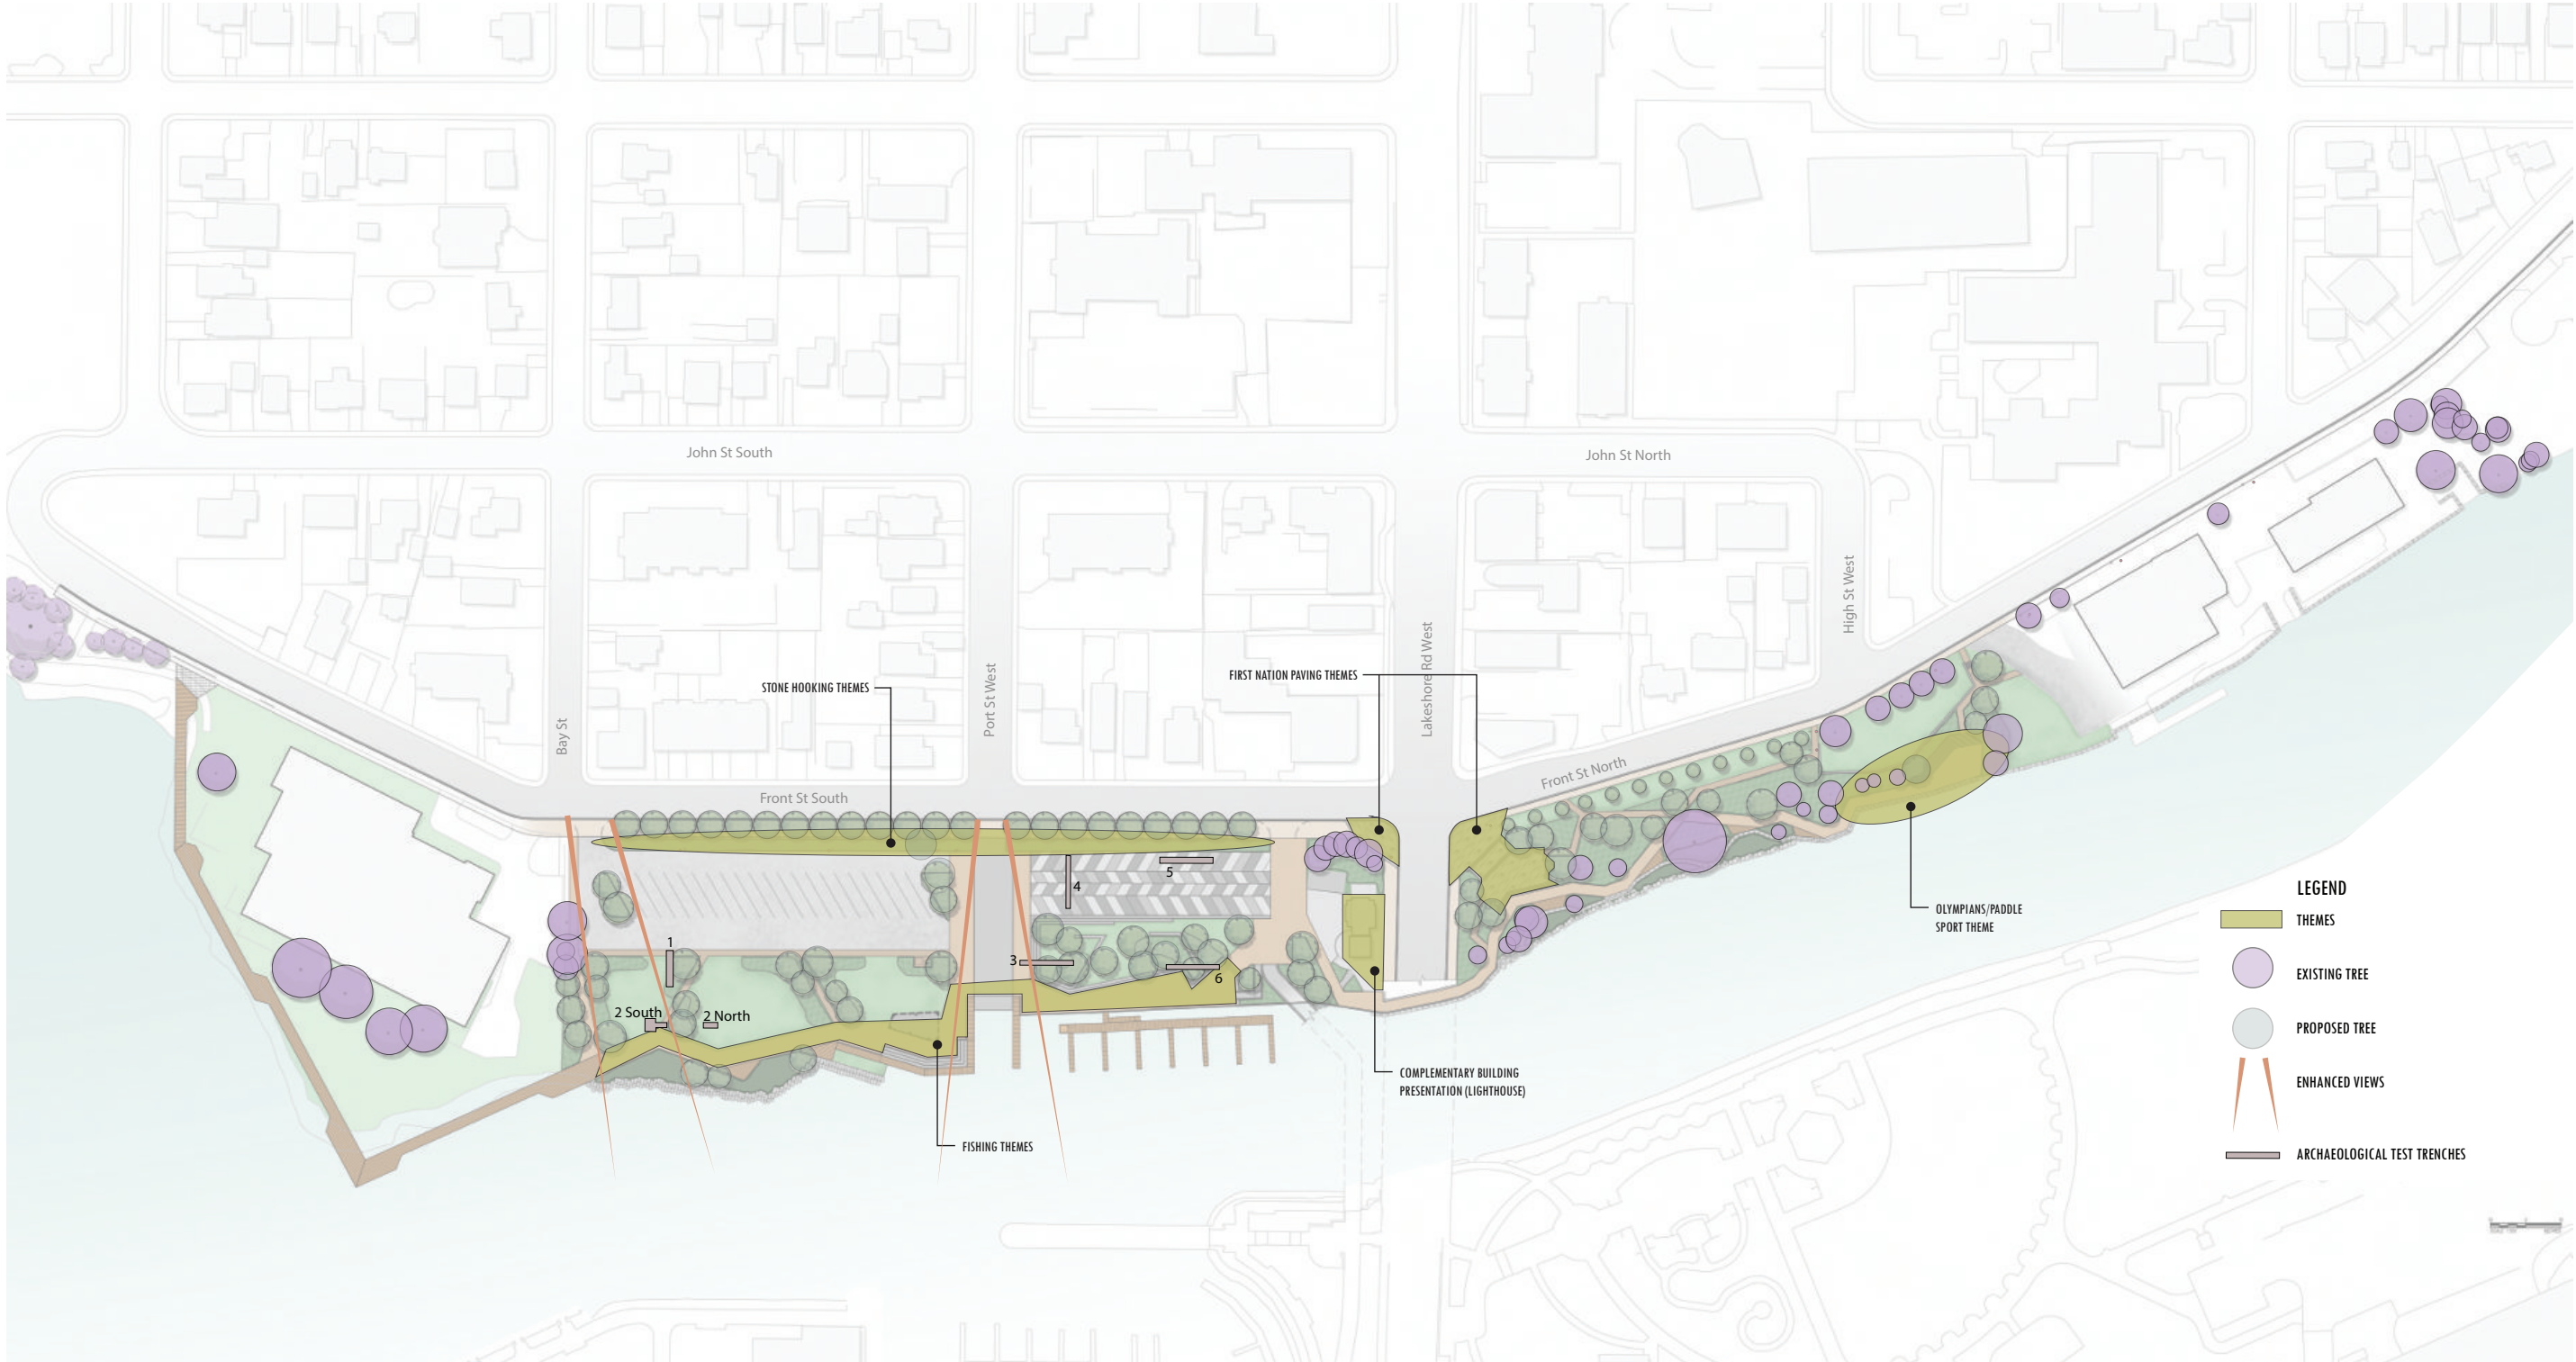 John St South
John St North
High St West
Lakeshore Rd West
Port St West
Bay St
STONE HOOKING THEMES
FIRST NATION PAVING THEMES
Front St South
Front St North
4
5
1
3
6
2 South
2 North
OLYMPIANS/PADDLE
SPORT THEME
COMPLEMENTARY BUILDING
PRESENTATION (LIGHTHOUSE)
FISHING THEMES
LEGEND
THEMES
EXISTING TREE
PROPOSED TREE
ENHANCED VIEWS
ARCHAEOLOGICAL TEST TRENCHES